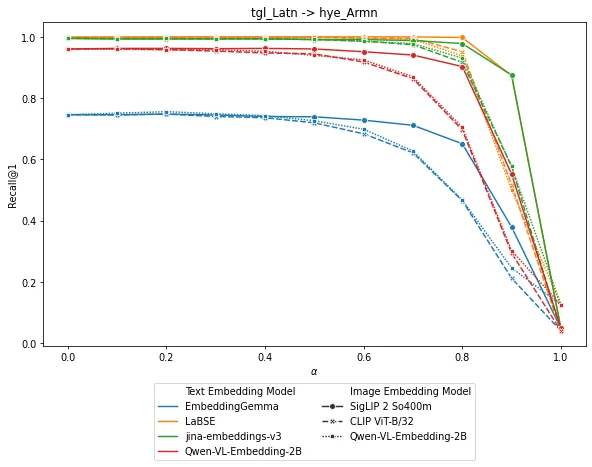 tgl_Latn -> hye_Armn
Recall@1
1.0
0.8
0.6
0.4
0.2
0.0
0.0 0.2 0.4 0.6 0.8 1.0
α
Text Embedding Model
EmbeddingGemma
LaBSE
jina-embeddings-v3
Qwen-VL-Embedding-2B
Image Embedding Model
SigLIP 2 So400m
CLIP ViT-B/32
Qwen-VL-Embedding-2B